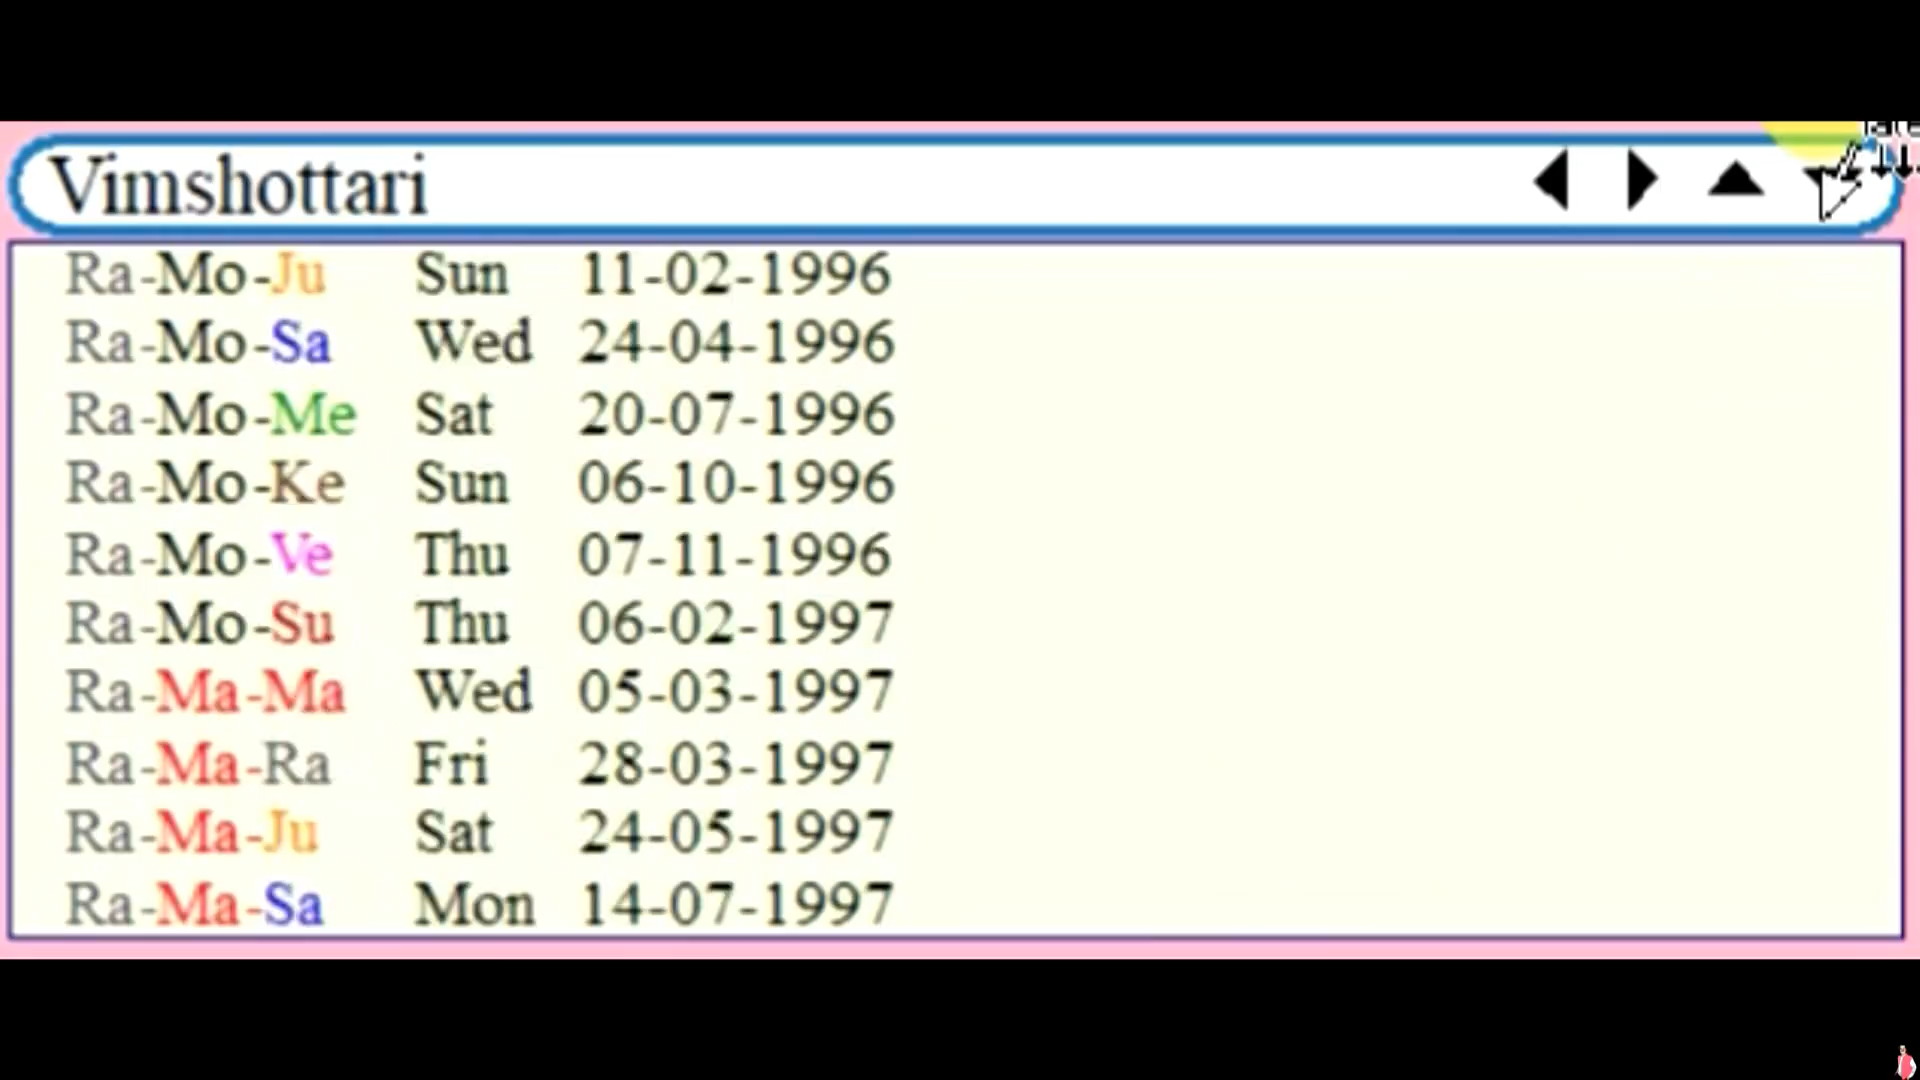 Vimshottari
Ra-Mo-Ju Sun 11-02-1996
Ra-Mo-Sa Wed 24-04-1996
Ra-Mo-Me Sat 20-07-1996
Ra-Mo-Ke Sun 06-10-1996
Ra-Mo-Ve Thu 07-11-1996
Ra-Mo-Su Thu 06-02-1997
Ra-Ma-Ma Wed 05-03-1997
Ra-Ma-Ra Fri 28-03-1997
Ra-Ma-Ju Sat 24-05-1997
Ra-Ma-Sa Mon 14-07-1997